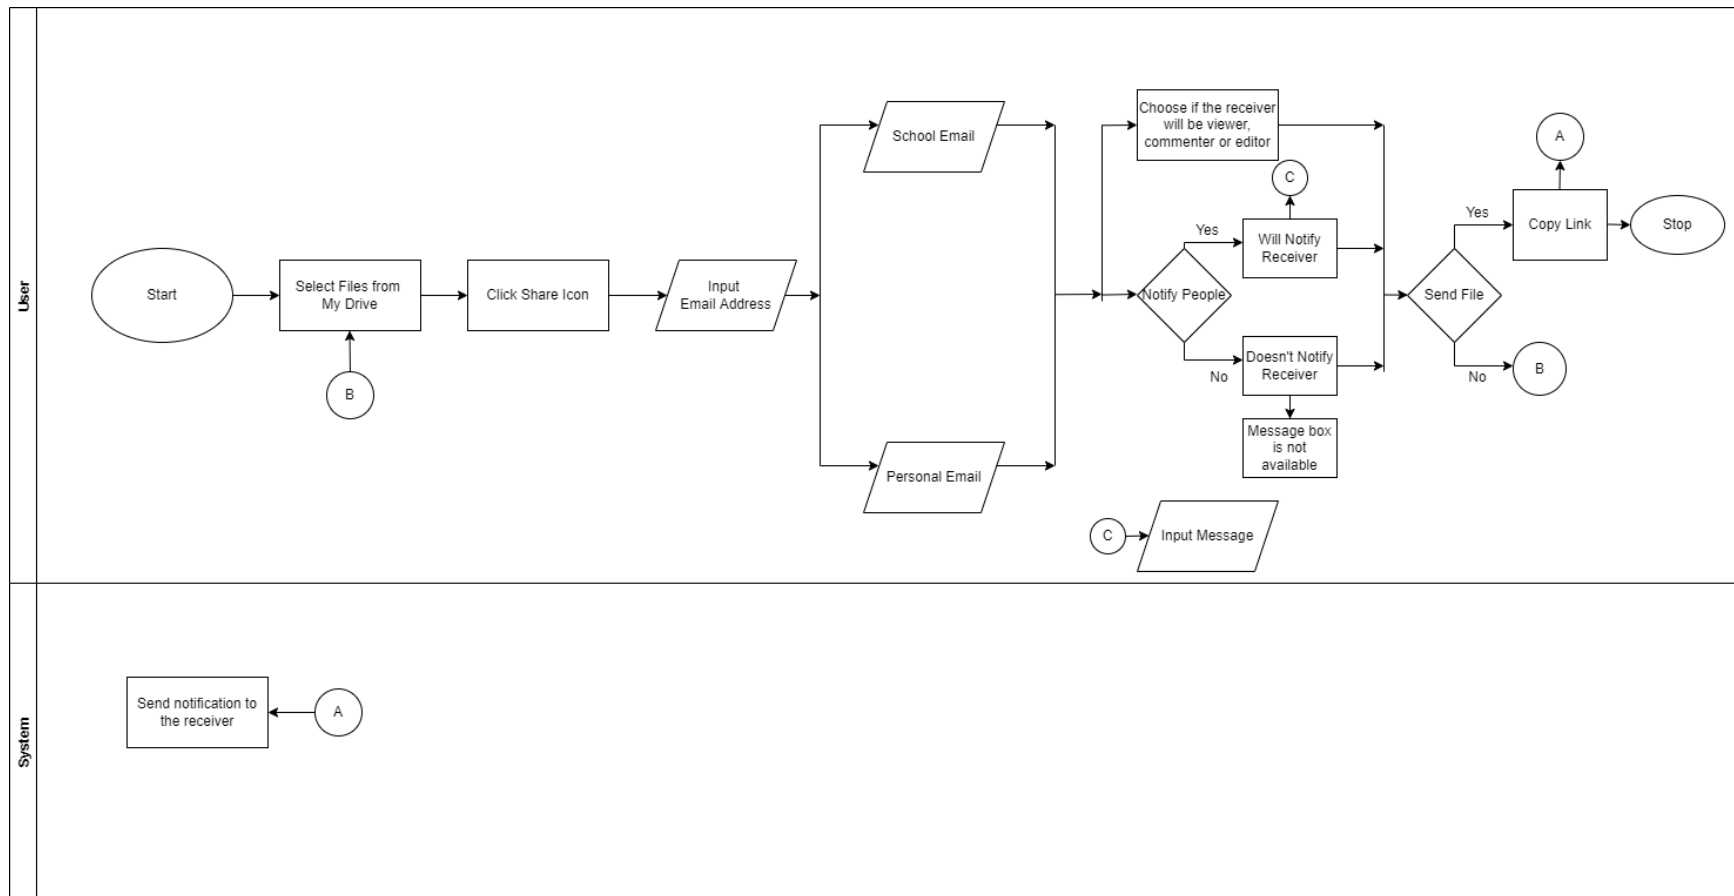 User
Start
Select Files from
My Drive
B
Click Share Icon
Input
Email Address
School Email
Personal Email
Choose if the receiver
will be viewer,
commenter or editor
C
Notify People
Yes
Will Notify
Receiver
No
Doesn't Notify
Receiver
Message box
is not
available
C
Input Message
Send File
Yes
Copy Link
A
Stop
No
B
System
Send notification to
the receiver
A